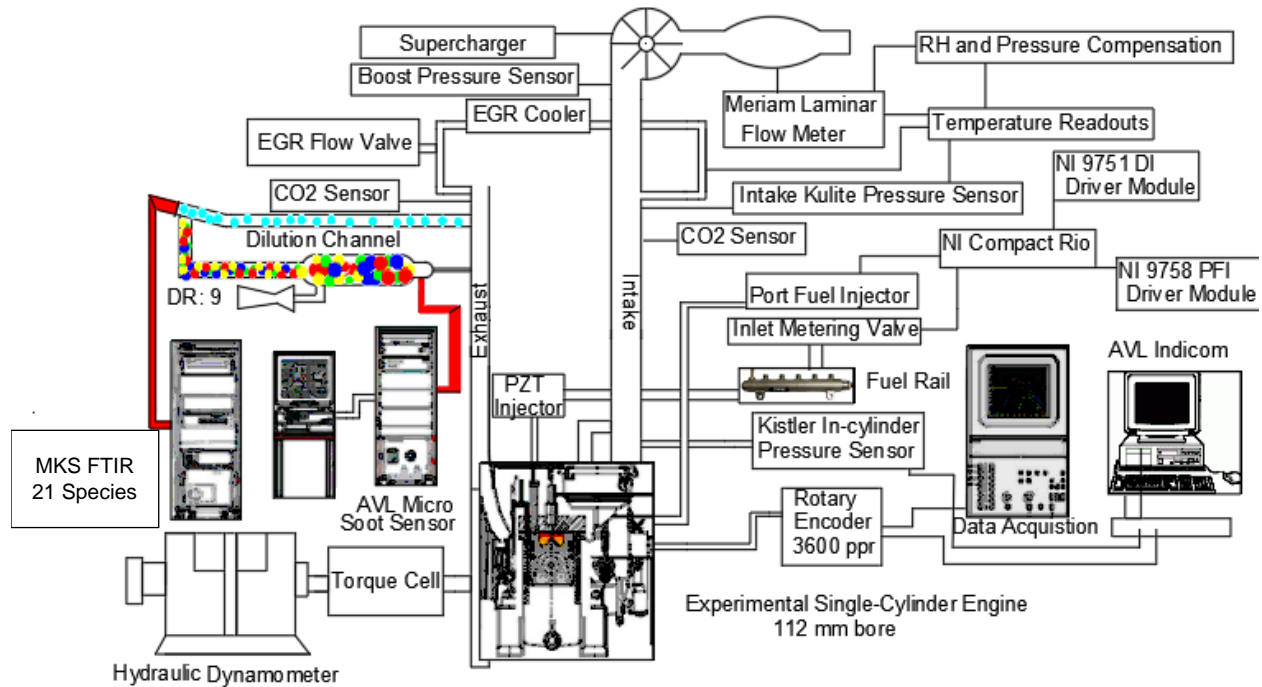 Supercharger
RH and Pressure Compensation
Boost Pressure Sensor
EGR Cooler
Meriam Laminar
Flow Meter
Temperature Readouts
EGR Flow Valve
NI 9751 DI
Driver Module
CO2 Sensor
Intake Kulite Pressure Sensor
Dilution Channel
CO2 Sensor
NI Compact Rio
NI 9758 PFI
Driver Module
DR: 9
Exhaust
Intake
Port Fuel Injector
Inlet Metering Valve
AVL Indicom
PZT
Injector
Fuel Rail
Kistler In-cylinder
Pressure Sensor
MKS FTIR
21 Species
AVL Micro
Soot Sensor
Rotary
Encoder
3600 ppr
Data Acquistion
Torque Cell
Experimental Single-Cylinder Engine
112 mm bore
Hydraulic Dynamometer